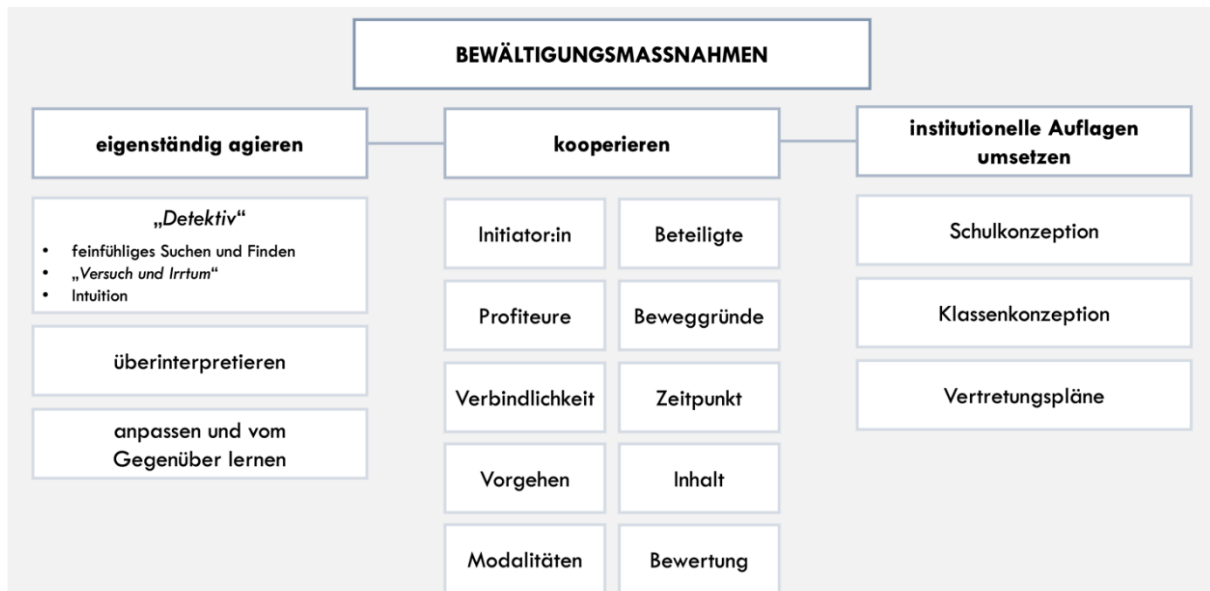 BEWÄLTIGUNGSMASSNAHMEN
eigenständig agieren
„Detektiv“
• feinfühliges Suchen und Finden
• „Versuch und Irrtum“
• Intuition
überinterpretieren
anpassen und vom
Gegenüber lernen
kooperieren
Initiator:in
Beteiligte
Profiteure
Beweggründe
Verbindlichkeit
Zeitpunkt
Vorgehen
Inhalt
Modalitäten
Bewertung
institutionelle Auflagen
umsetzen
Schulkonzeption
Klassenkonzeption
Vertretungspläne